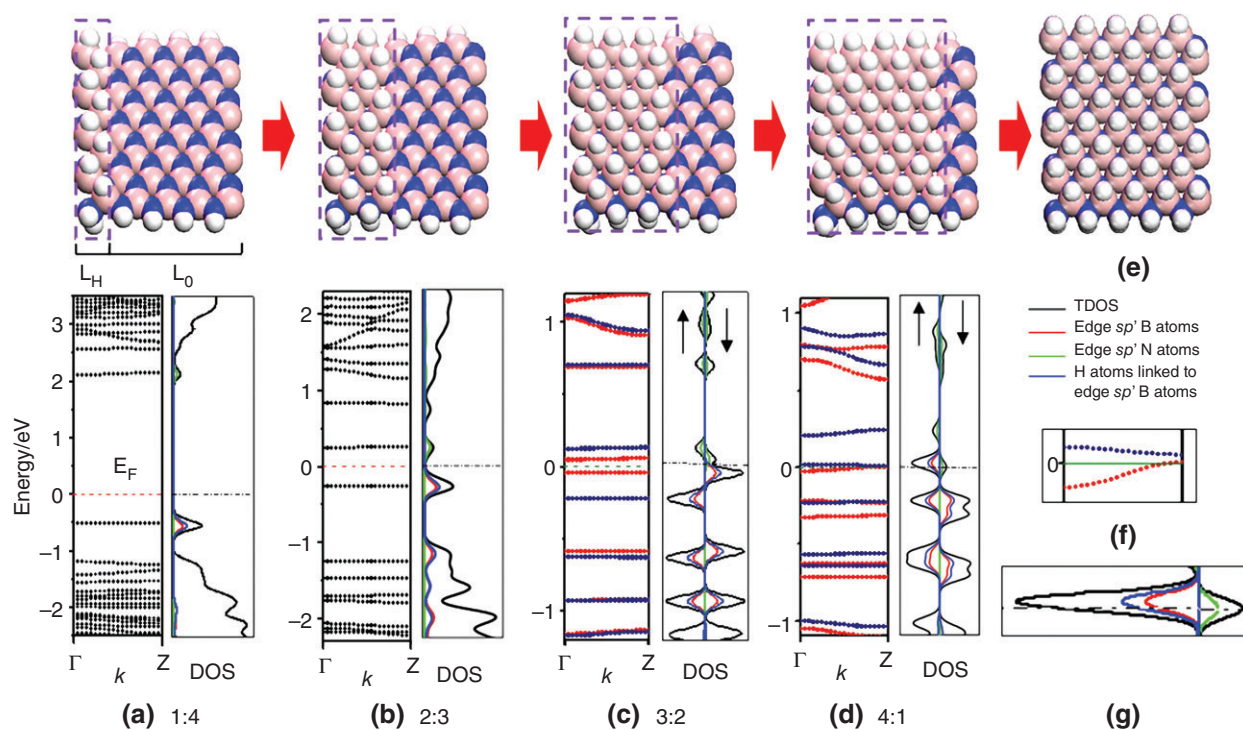 L_H L_0
(e)
TDOS
Edge sp' B atoms
Edge sp' N atoms
H atoms linked to
edge sp' B atoms
Energy/eV
3
2
1
0
−1
−2
E_F
Γ k Z DOS
2
1
0
−1
−2
Γ k Z DOS
1
0
−1
Γ k Z DOS
1
0
−1
Γ k Z DOS
0
(f)
(a) 1:4
(b) 2:3
(c) 3:2
(d) 4:1
(g)